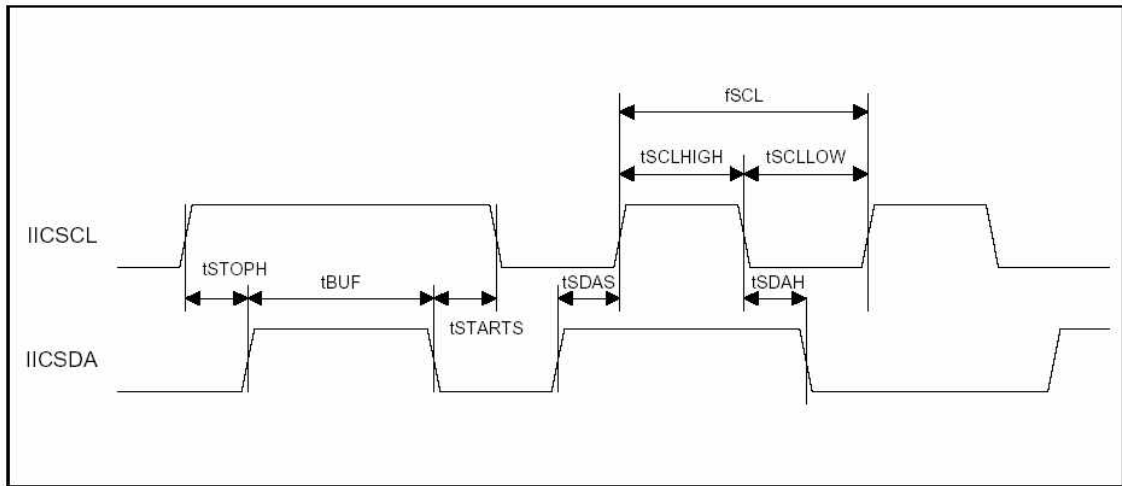 fSCL
tSCLHIGH tSCLLOW
IICSCL
tSTOPH tBUF tSDAS tSDAH
tSTARTS
IICSDA